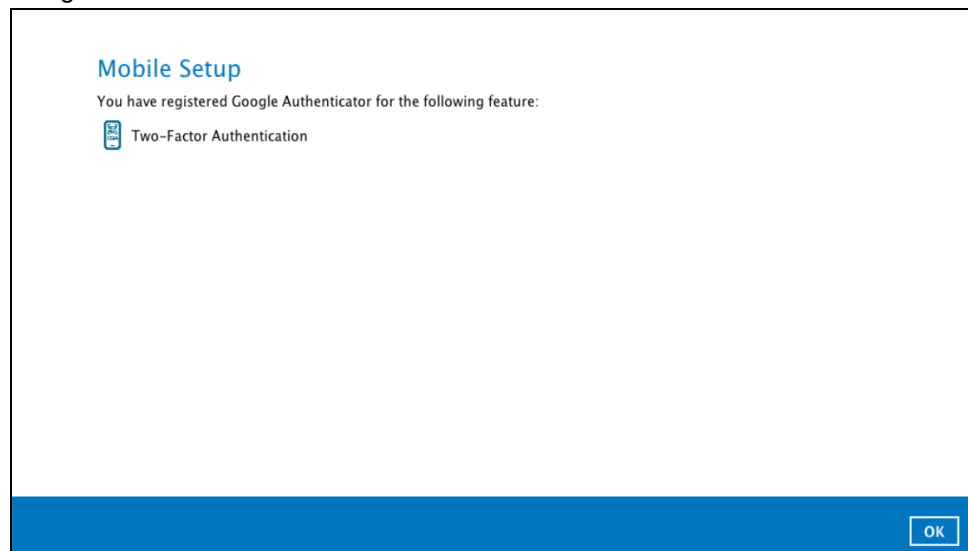 Mobile Setup
You have registered Google Authenticator for the following feature:
Two-Factor Authentication
OK